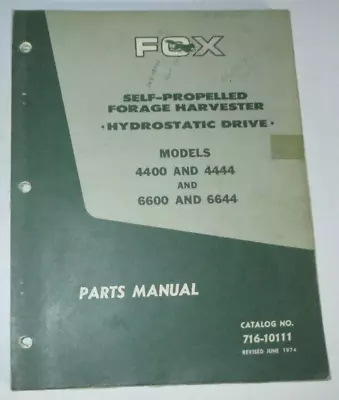 FOX
SELF-PROPELLED
FORAGE HARVESTER
· HYDROSTATIC DRIVE ·
MODELS
4400 AND 4444
AND
6600 AND 6644
PARTS MANUAL
CATALOG NO.
716-10111
REVISED JUNE 1974